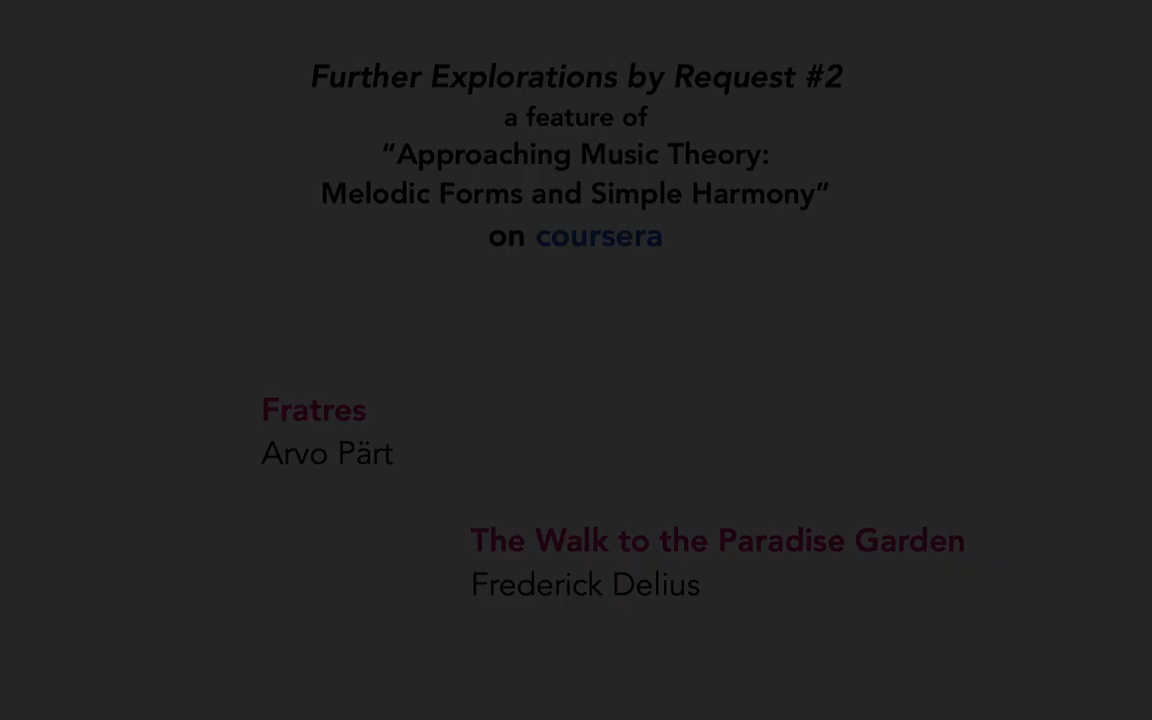 Further Explorations by Request #2
a feature of
“Approaching Music Theory:
Melodic Forms and Simple Harmony”
on coursera
Fratres
Arvo Pärt
The Walk to the Paradise Garden
Frederick Delius